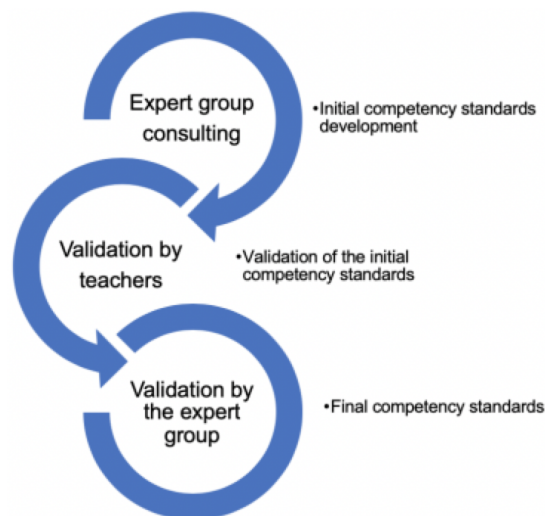 Expert group
consulting
•Initial competency standards
development
Validation by
teachers
•Validation of the initial
competency standards
Validation by
the expert
group
•Final competency standards